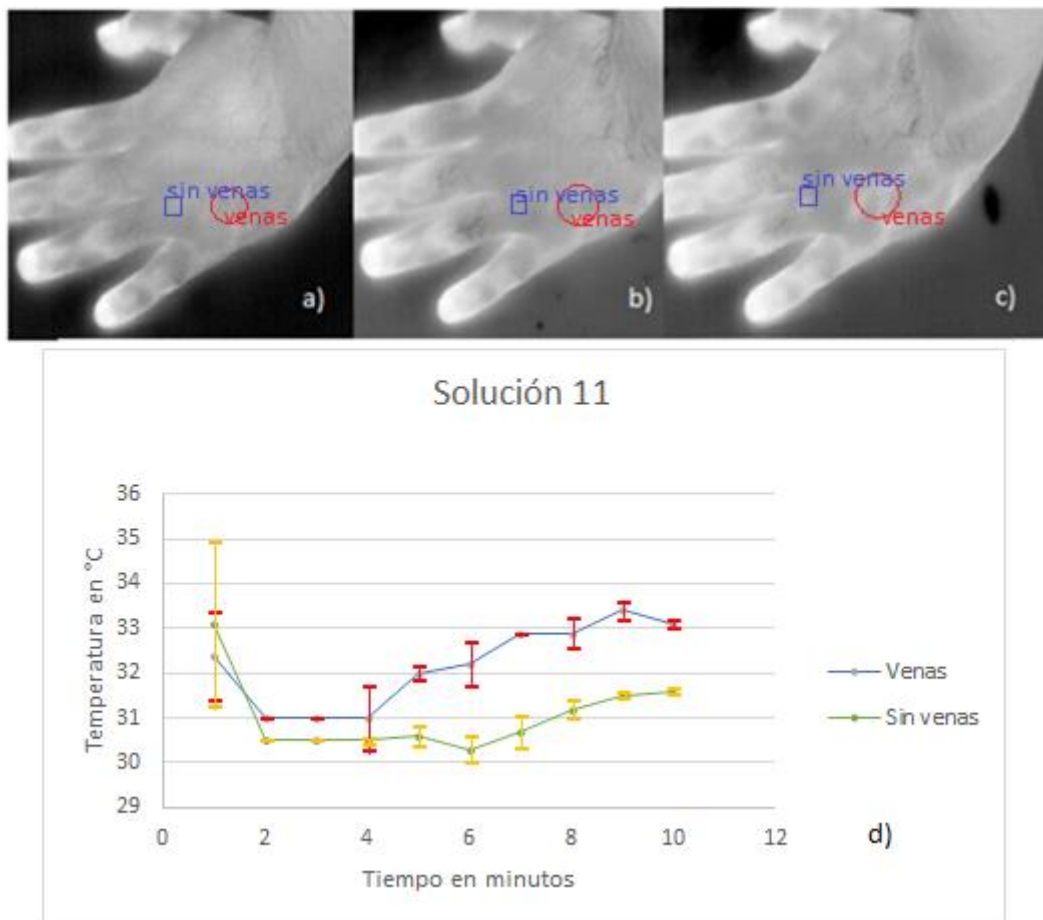 sin venas
venas
a)
sin venas
venas
b)
sin venas
venas
c)
Solución 11
Temperatura en °C
36
35
34
33
32
31
30
29
0 2 4 6 8 10 12
Tiempo en minutos
Venas
Sin venas
d)